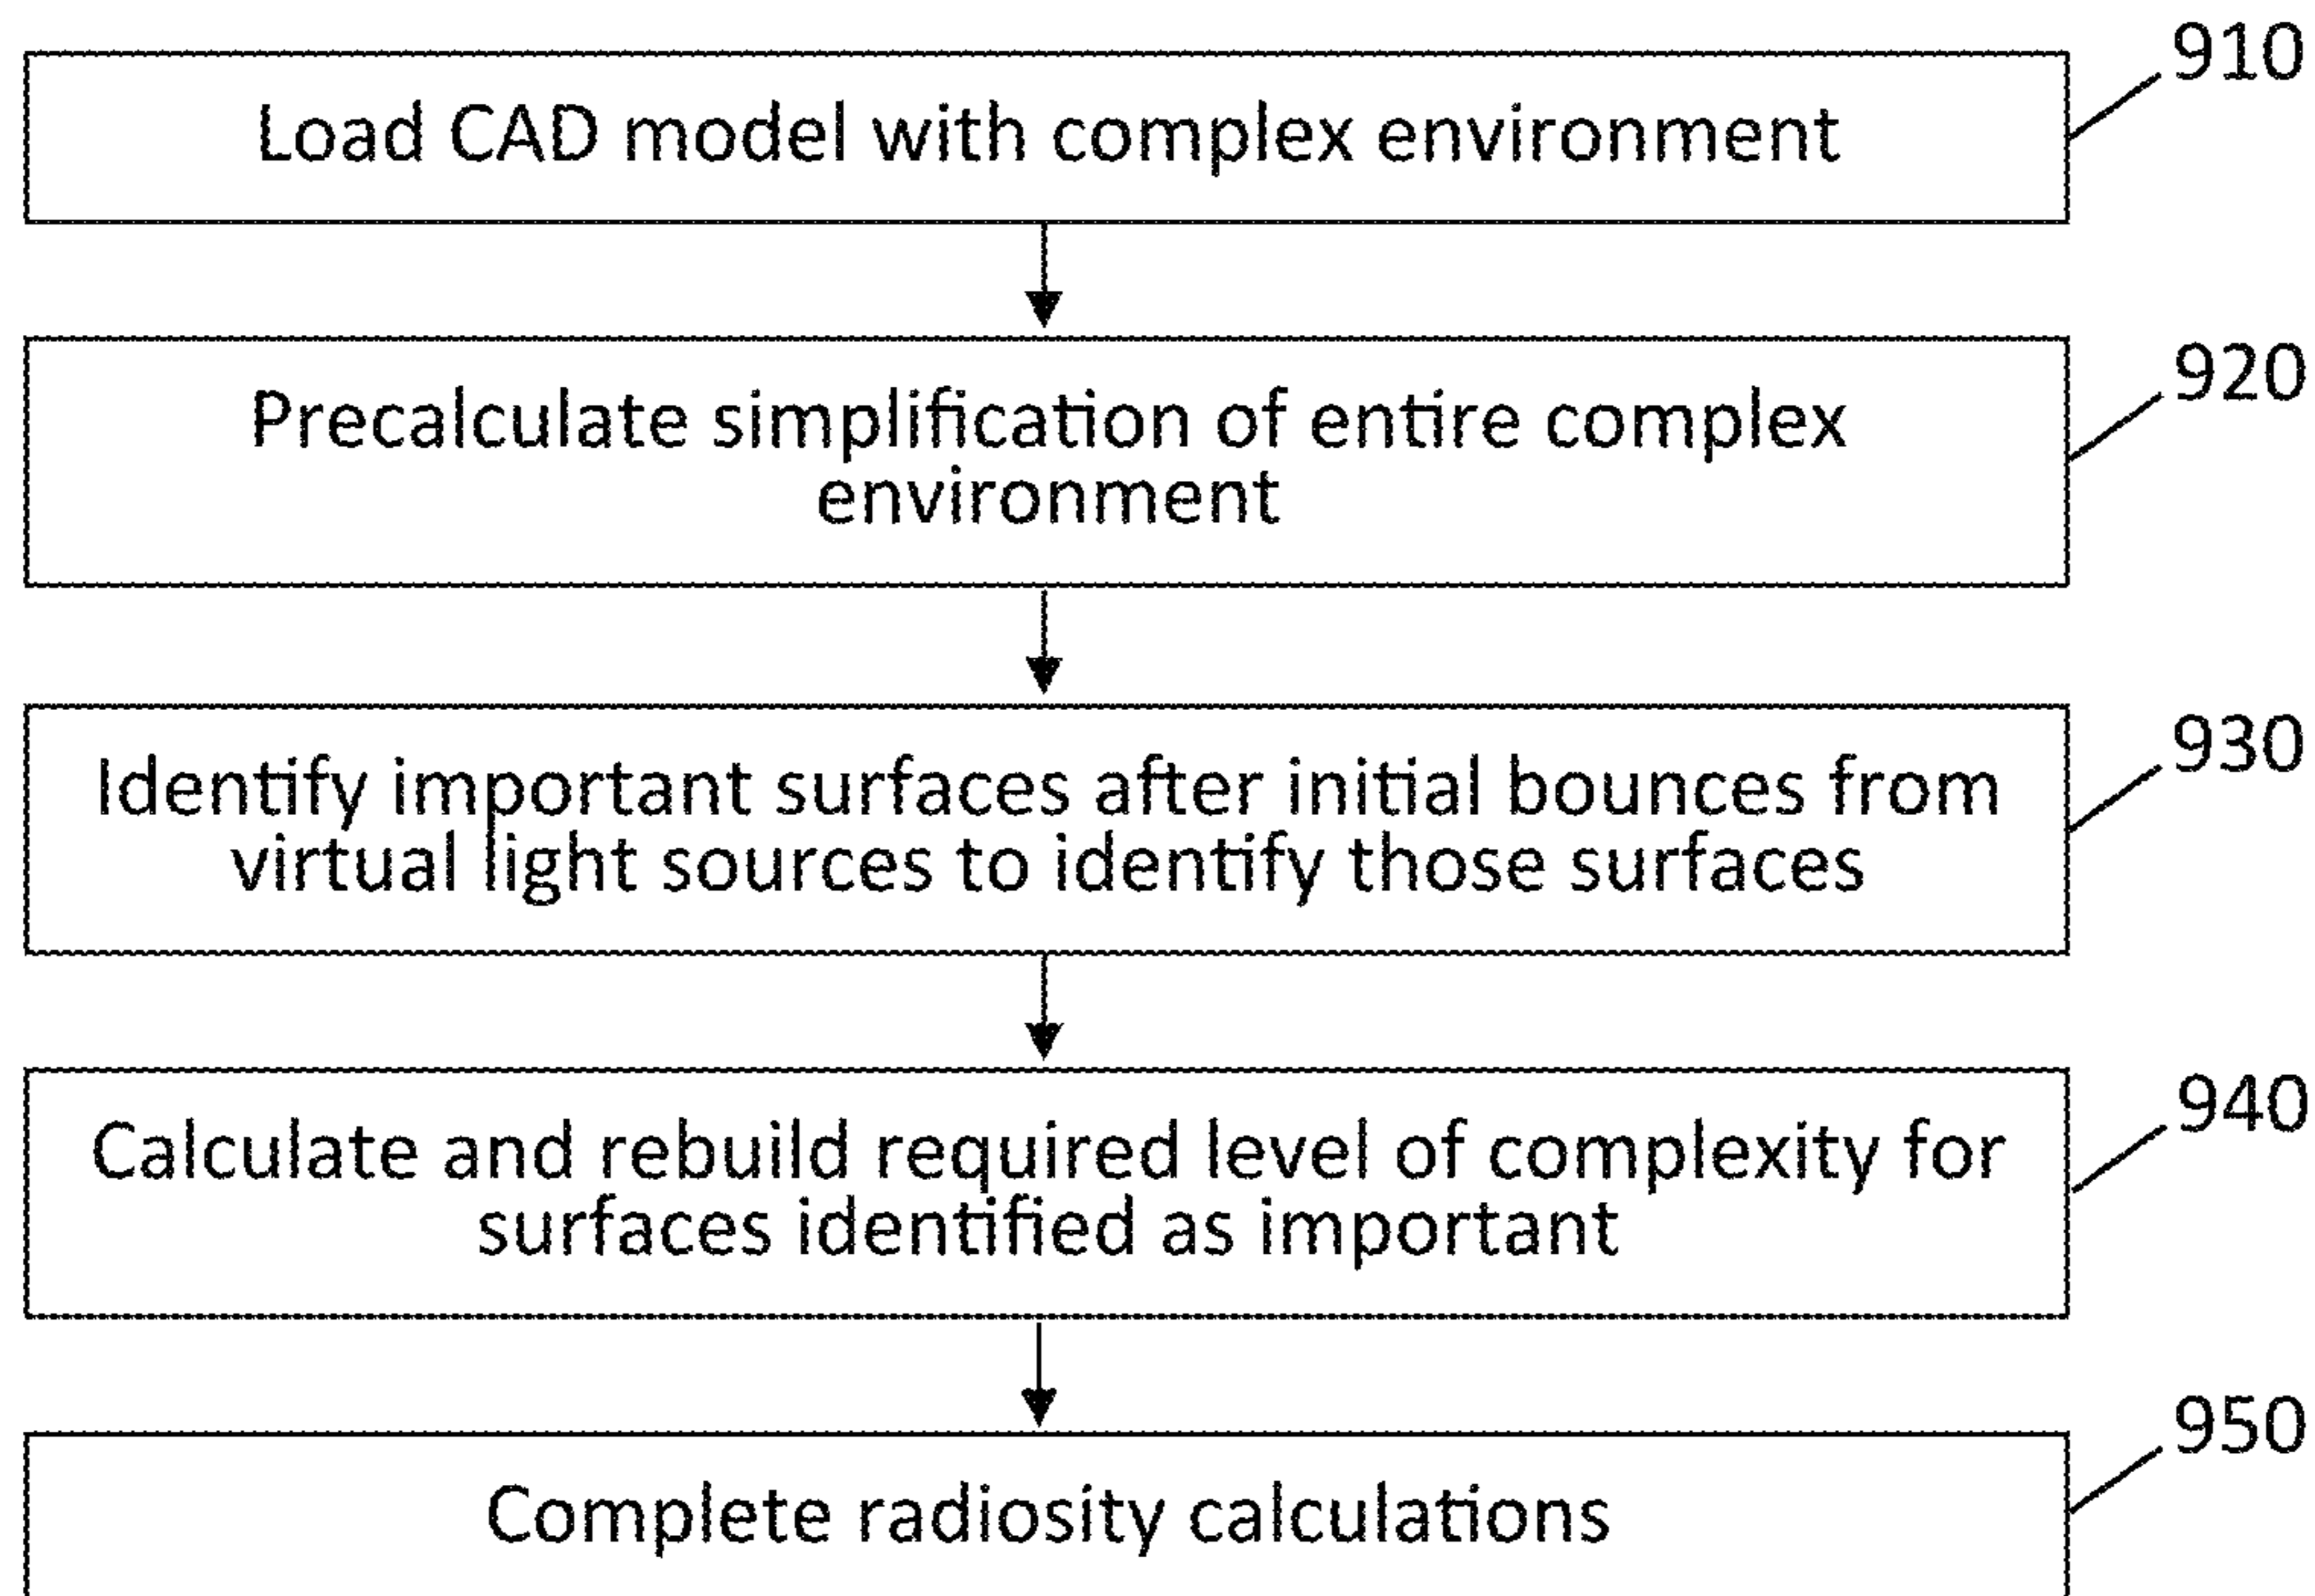 910
Load CAD model with complex environment
920
Precalculate simplification of entire complex
environment
930
Identify important surfaces after initial bounces from
virtual light sources to identify those surfaces
940
Calculate and rebuild required level of complexity for
surfaces identified as important
950
Complete radiosity calculations